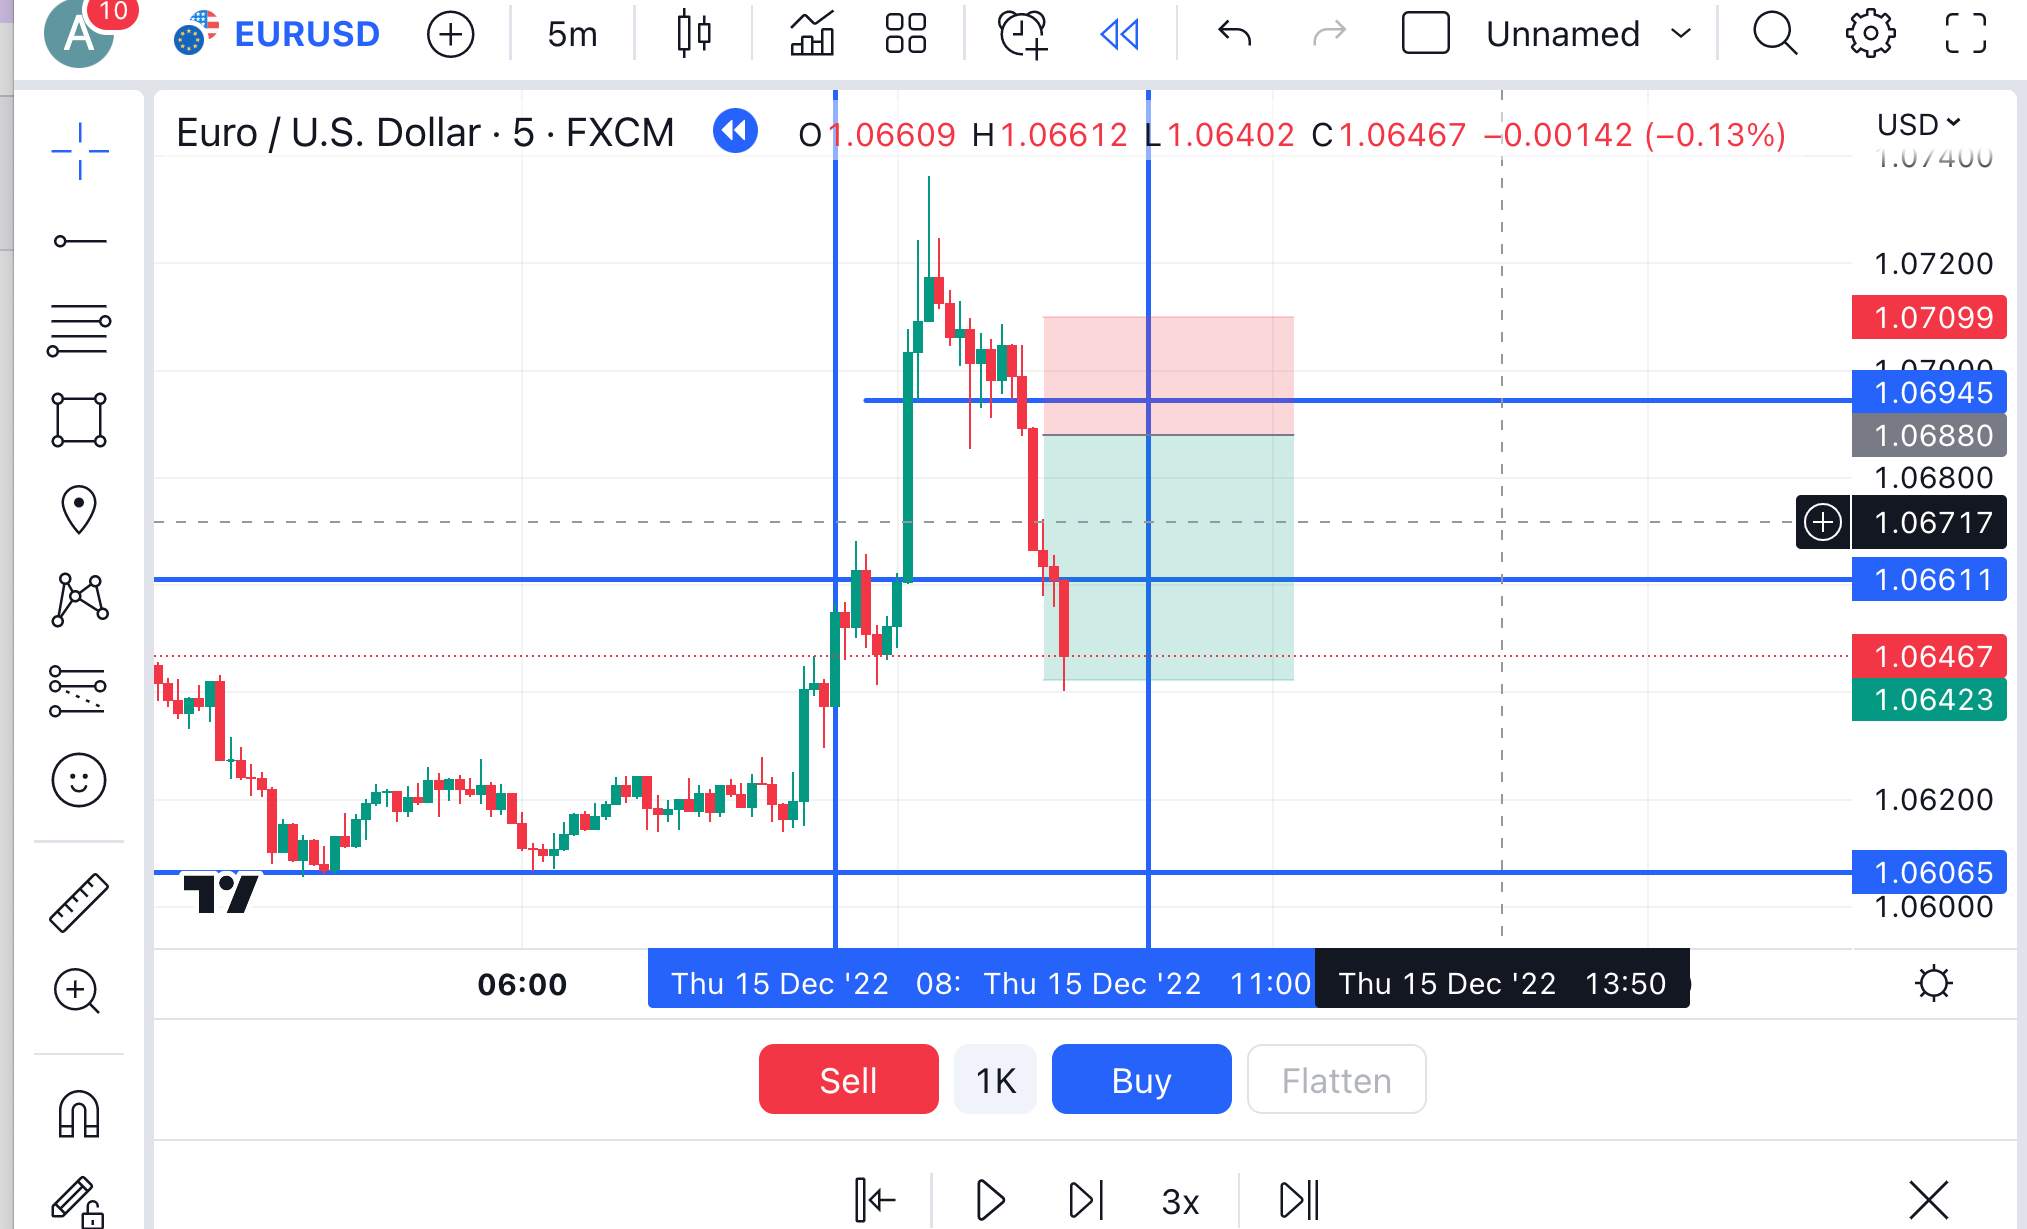 A 10 EURUSD 5m Unnamed
Euro / U.S. Dollar · 5 · FXCM O1.06609 H1.06612 L1.06402 C1.06467 −0.00142 (−0.13%)
USD
1.07400
1.07200
1.07099
1.07000
1.06945
1.06880
1.06800
1.06717
1.06611
1.06467
1.06423
1.06200
1.06065
1.06000
06:00 Thu 15 Dec '22 08: Thu 15 Dec '22 11:00 Thu 15 Dec '22 13:50
Sell 1K Buy Flatten
3x